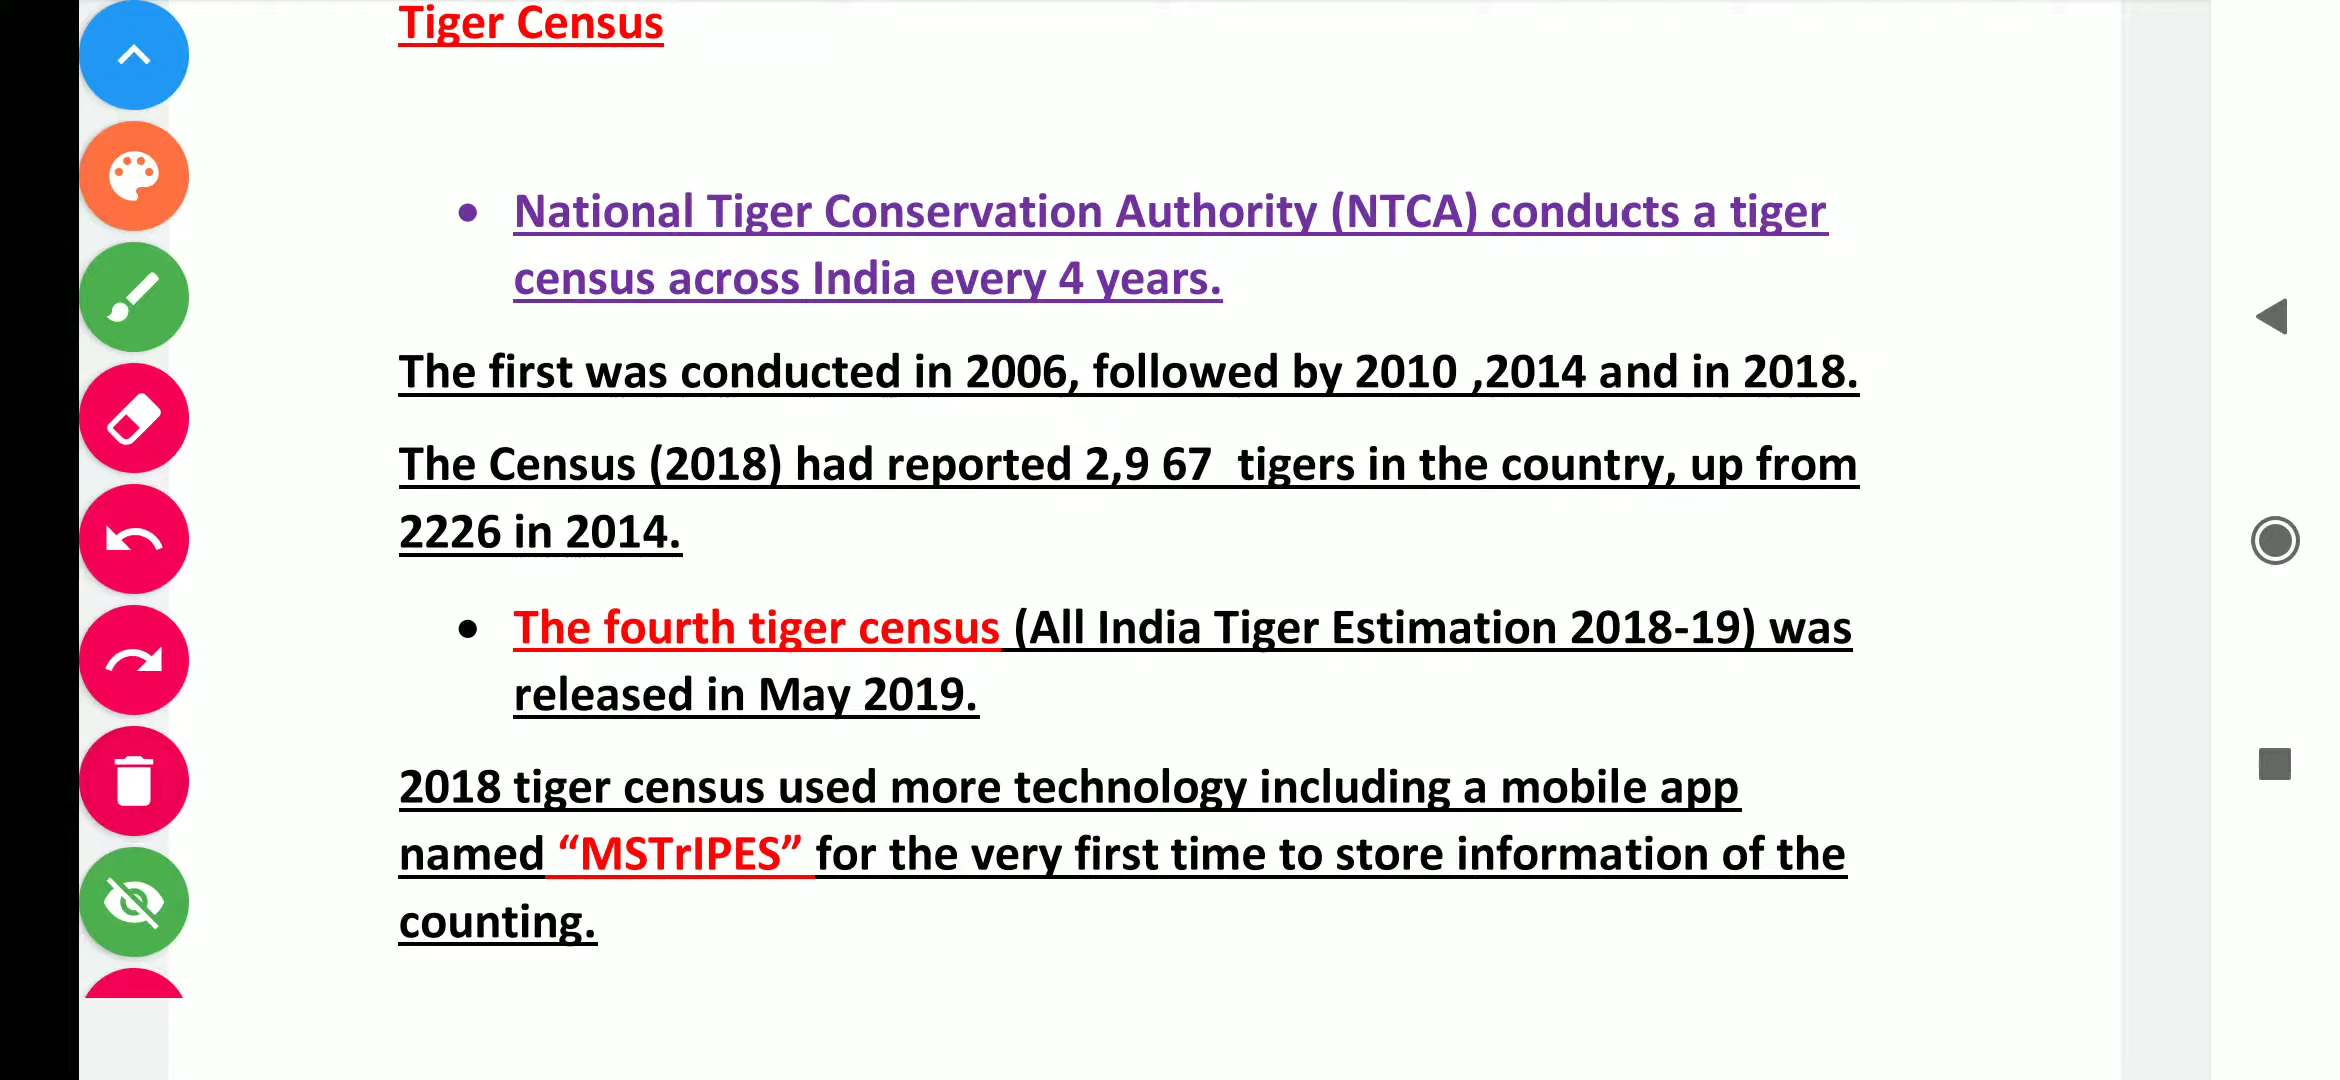 Tiger Census
• National Tiger Conservation Authority (NTCA) conducts a tiger
census across India every 4 years.
The first was conducted in 2006, followed by 2010 ,2014 and in 2018.
The Census (2018) had reported 2,9 67  tigers in the country, up from
2226 in 2014.
• The fourth tiger census (All India Tiger Estimation 2018-19) was
released in May 2019.
2018 tiger census used more technology including a mobile app
named “MSTrIPES” for the very first time to store information of the
counting.